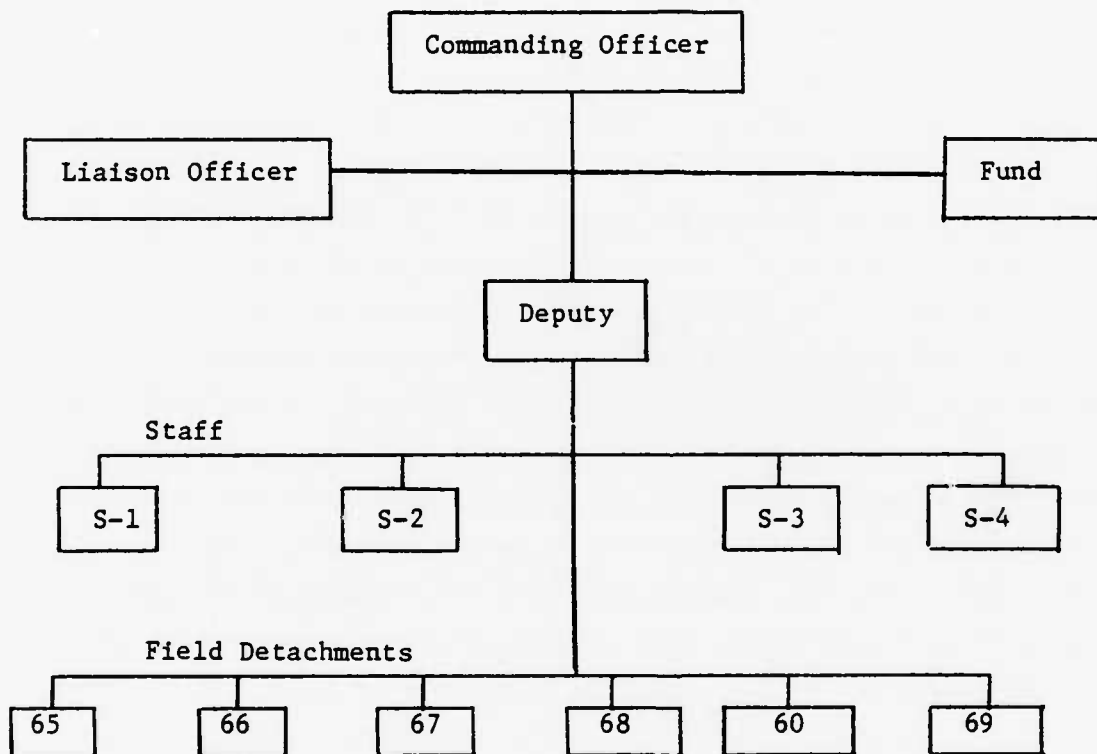 Commanding Officer
Liaison Officer Fund
Deputy
Staff
S-1 S-2 S-3 S-4
Field Detachments
65 66 67 68 60 69